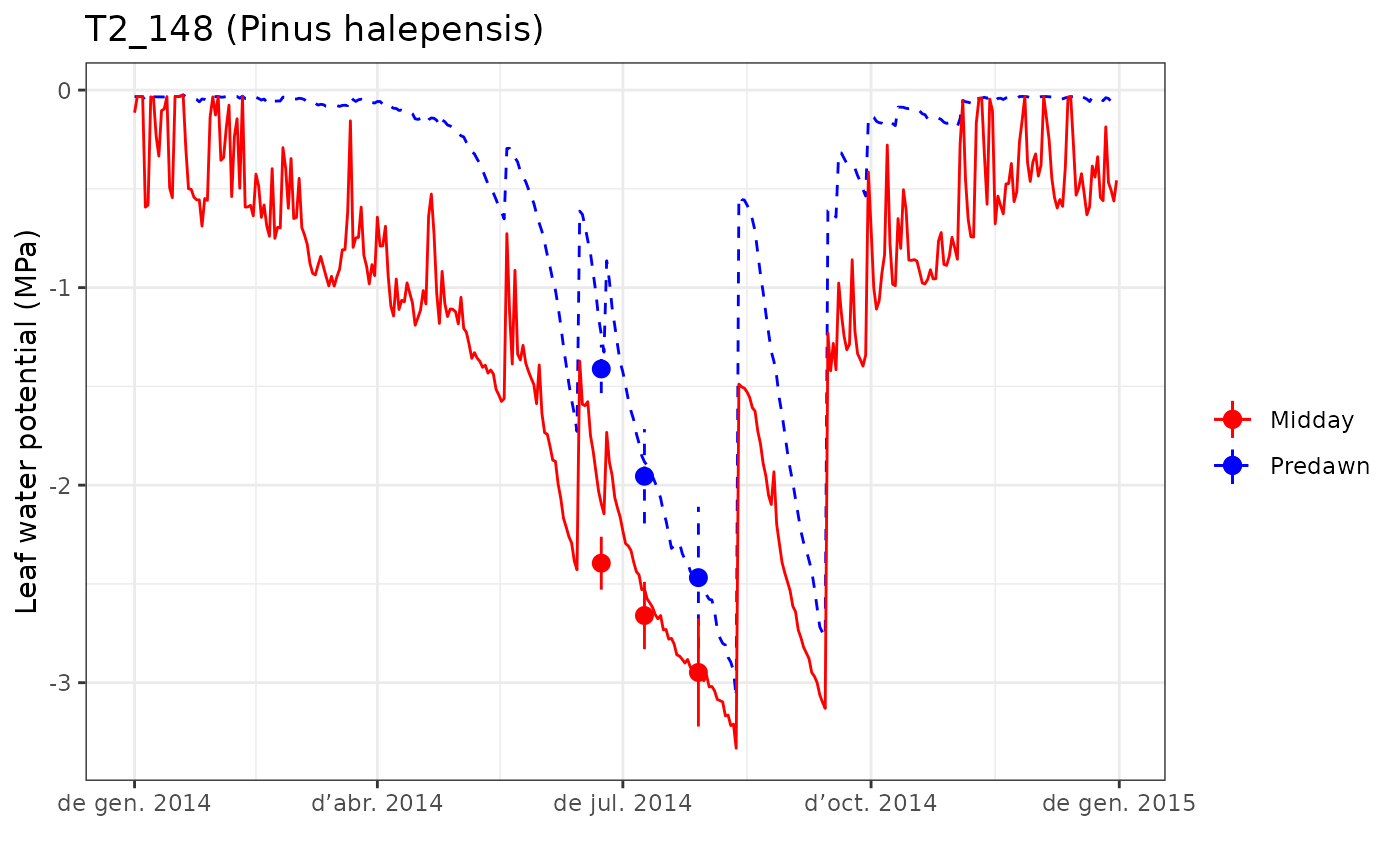 T2_148 (Pinus halepensis)
Leaf water potential (MPa)
0
-1
-2
-3
de gen. 2014
d’abr. 2014
de jul. 2014
d’oct. 2014
de gen. 2015
Midday
Predawn